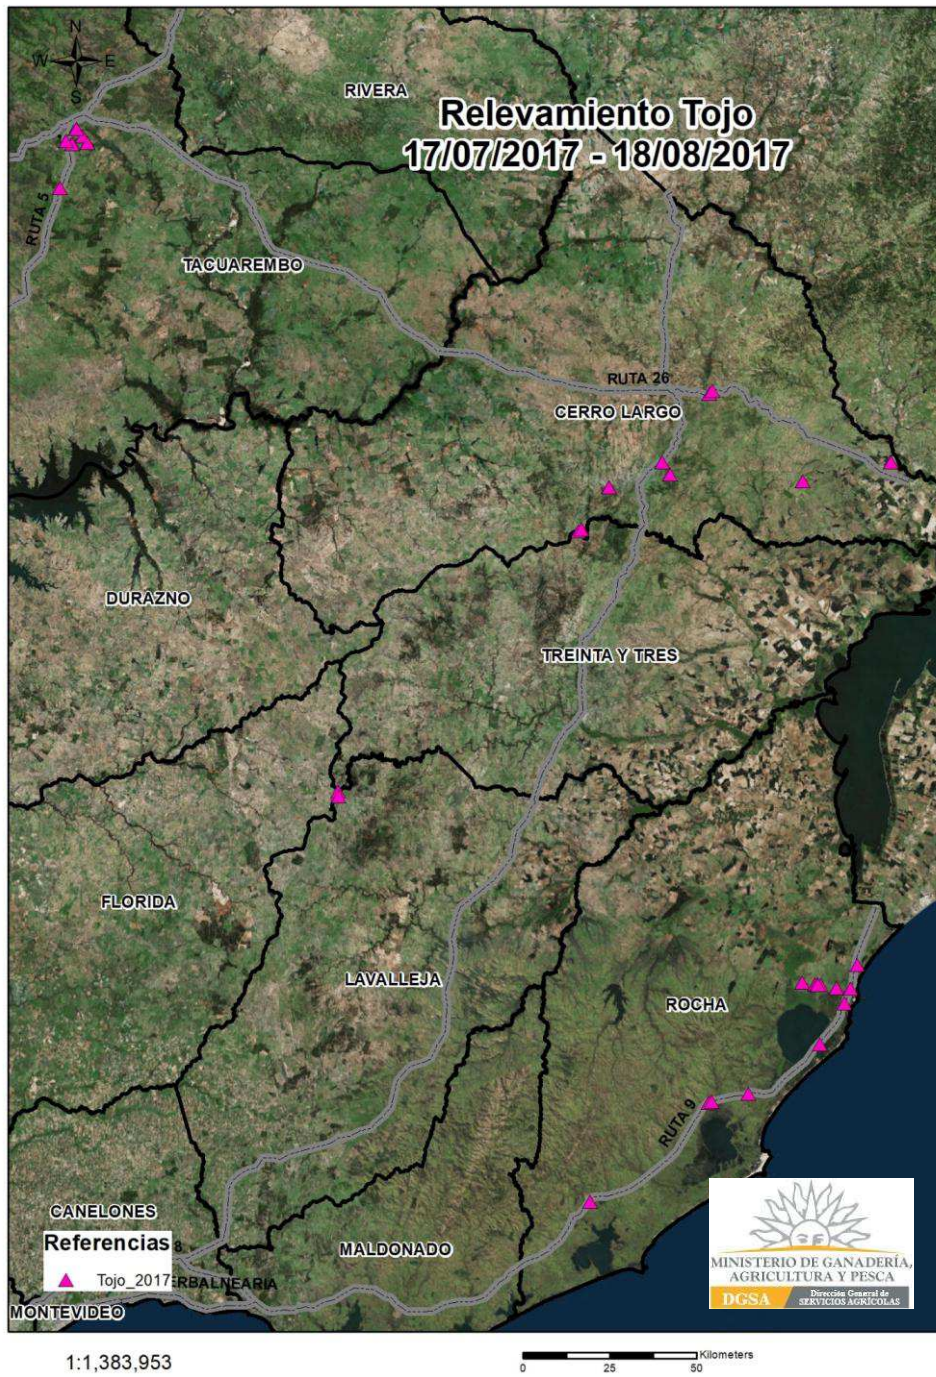 N
W E
S
RIVERA
Relevamiento Tojo
17/07/2017 - 18/08/2017
RUTA 5
TACUAREMBO
RUTA 26
CERRO LARGO
DURAZNO
TREINTA Y TRES
FLORIDA
LAVALLEJA
ROCHA
RUTA 9
CANELONES
Referencias
8
MALDONADO
Tojo_2017
ERBALNEARIA
MONTEVIDEO
MINISTERIO DE GANADERÍA,
AGRICULTURA Y PESCA
DGSA
Dirección General de
SERVICIOS AGRÍCOLAS
1:1,383,953
Kilometers
0 25 50